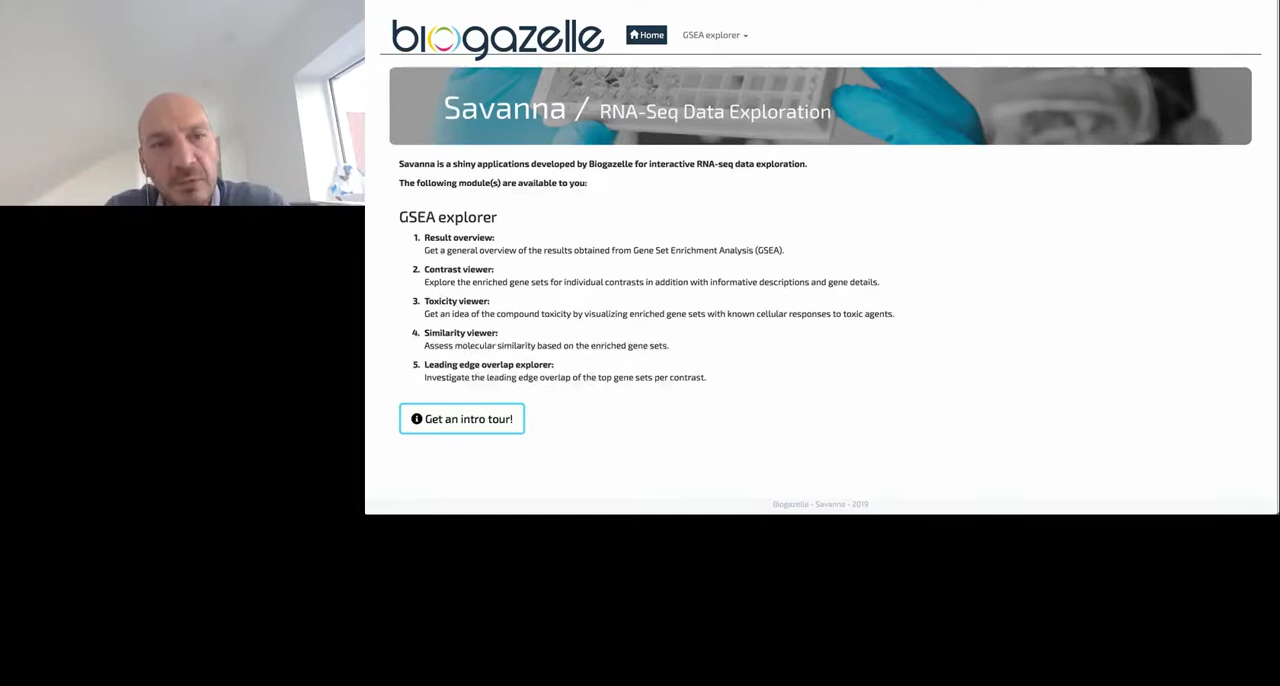 biogazelle
Home
GSEA explorer
Savanna / RNA-Seq Data Exploration
Savanna is a shiny applications developed by Biogazelle for interactive RNA-seq data exploration.
The following module(s) are available to you:
GSEA explorer
1. Result overview:
Get a general overview of the results obtained from Gene Set Enrichment Analysis (GSEA).
2. Contrast viewer:
Explore the enriched gene sets for individual contrasts in addition with informative descriptions and gene details.
3. Toxicity viewer:
Get an idea of the compound toxicity by visualizing enriched gene sets with known cellular responses to toxic agents.
4. Similarity viewer:
Assess molecular similarity based on the enriched gene sets.
5. Leading edge overlap explorer:
Investigate the leading edge overlap of the top gene sets per contrast.
Get an intro tour!
Biogazelle - Savanna - 2019